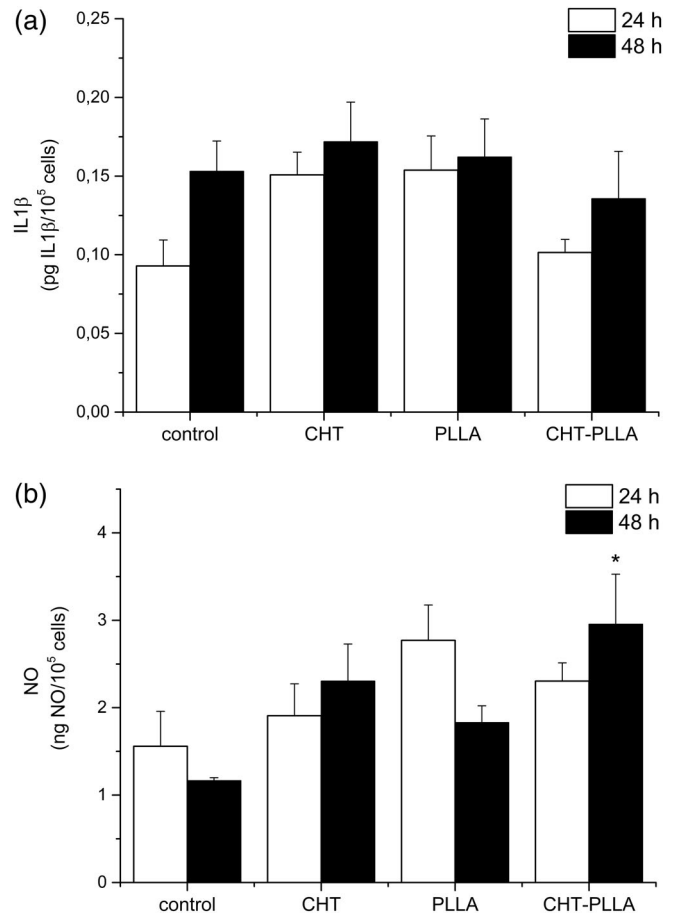 (a)
24 h
48 h
IL1β
(pg IL1β/10⁵ cells)
0,25
0,20
0,15
0,10
0,05
0,00
control CHT PLLA CHT-PLLA
(b)
24 h
48 h
*
NO
(ng NO/10⁵ cells)
4
3
2
1
0
control CHT PLLA CHT-PLLA